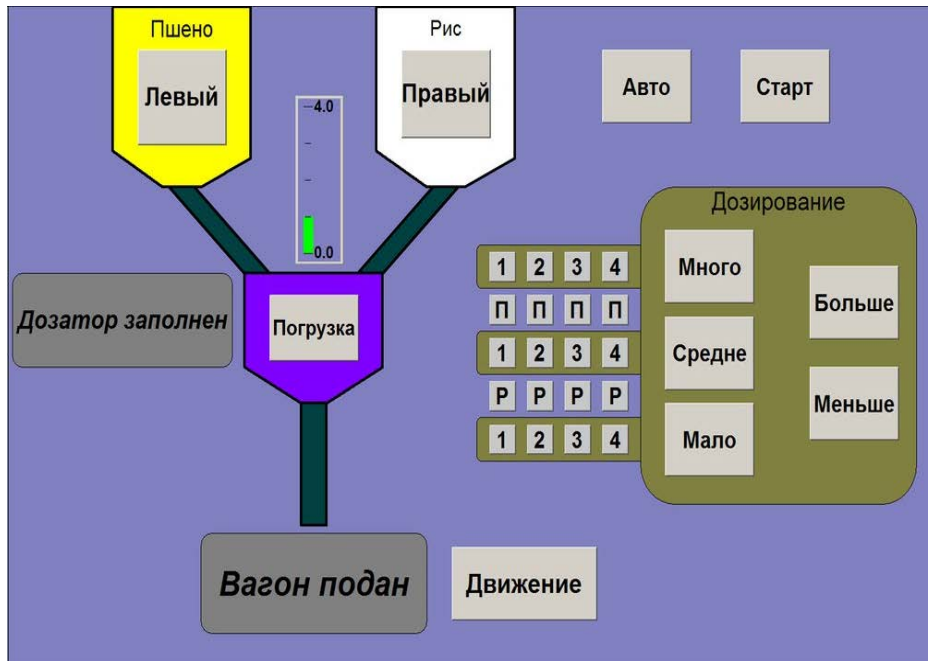 Пшено
Левый
4.0
0.0
Рис
Правый
Авто
Старт
Дозатор заполнен
Погрузка
1 2 3 4
П П П П
1 2 3 4
Р Р Р Р
1 2 3 4
Дозирование
Много
Средне
Мало
Больше
Меньше
Вагон подан
Движение